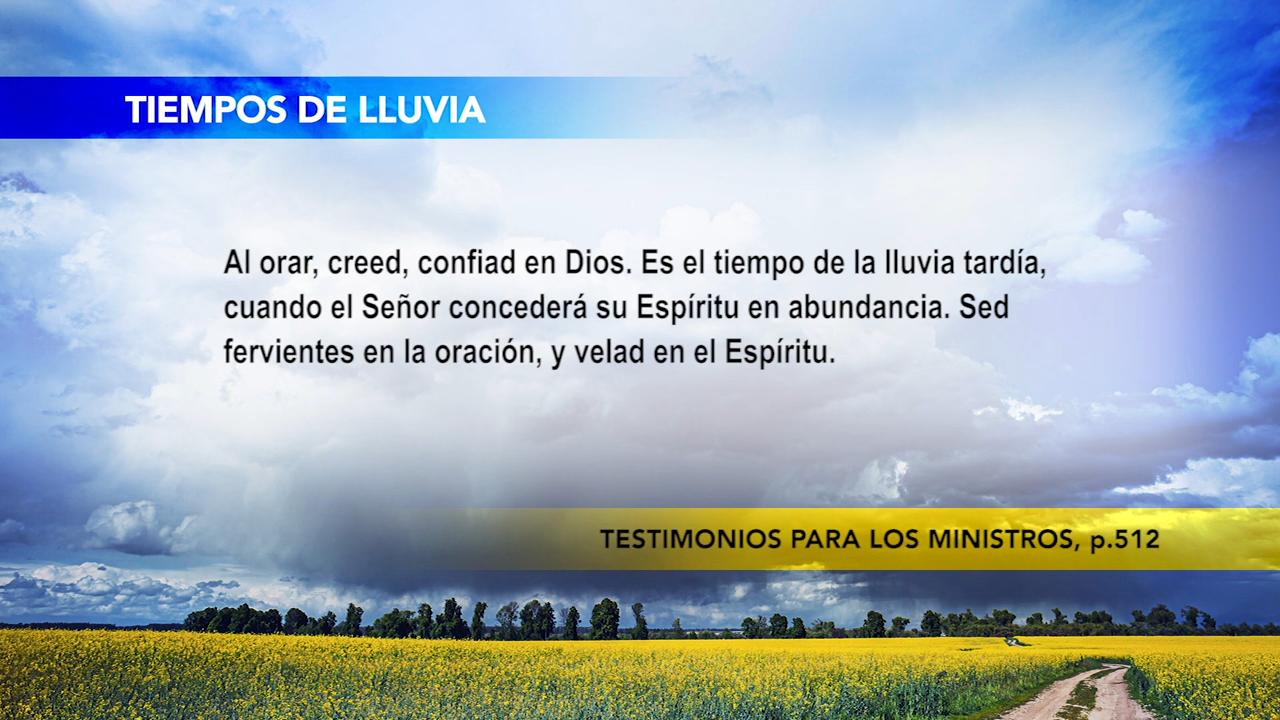 TIEMPOS DE LLUVIA
Al orar, creed, confiad en Dios. Es el tiempo de la lluvia tardía,
cuando el Señor concederá su Espíritu en abundancia. Sed
fervientes en la oración, y velad en el Espíritu.
TESTIMONIOS PARA LOS MINISTROS, p.512